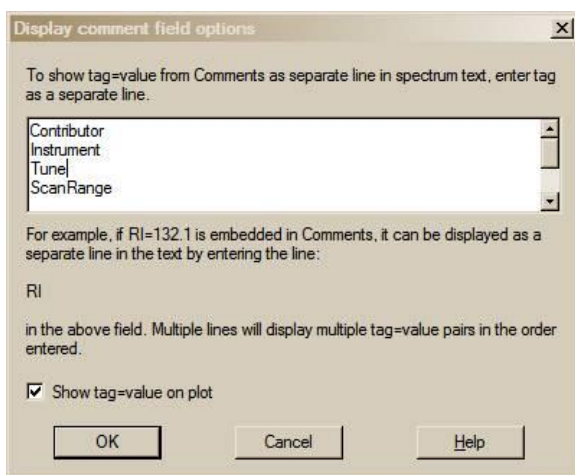 Display comment field options
To show tag=value from Comments as separate line in spectrum text, enter tag
as a separate line.
Contributor
Instrument
Tune
ScanRange
For example, if RI=132.1 is embedded in Comments, it can be displayed as a
separate line in the text by entering the line:
RI
in the above field. Multiple lines will display multiple tag=value pairs in the order
entered.
Show tag=value on plot
OK Cancel Help